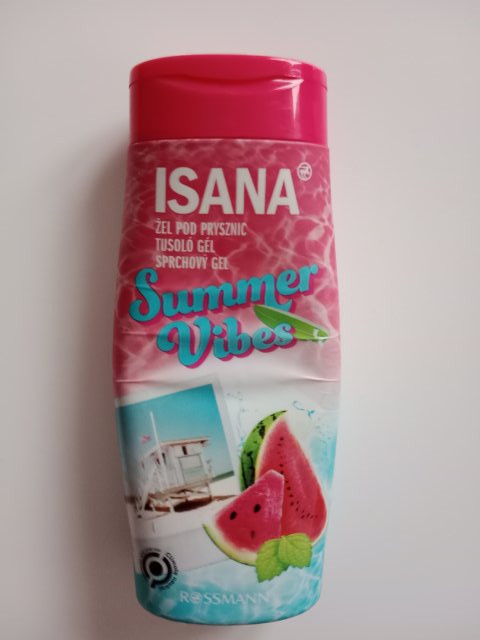 ISANA
ŻEL POD PRYSZNIC
TUSOLÓ GÉL
SPRCHOVÝ GEL
Summer
Vibes
ROSSMANN